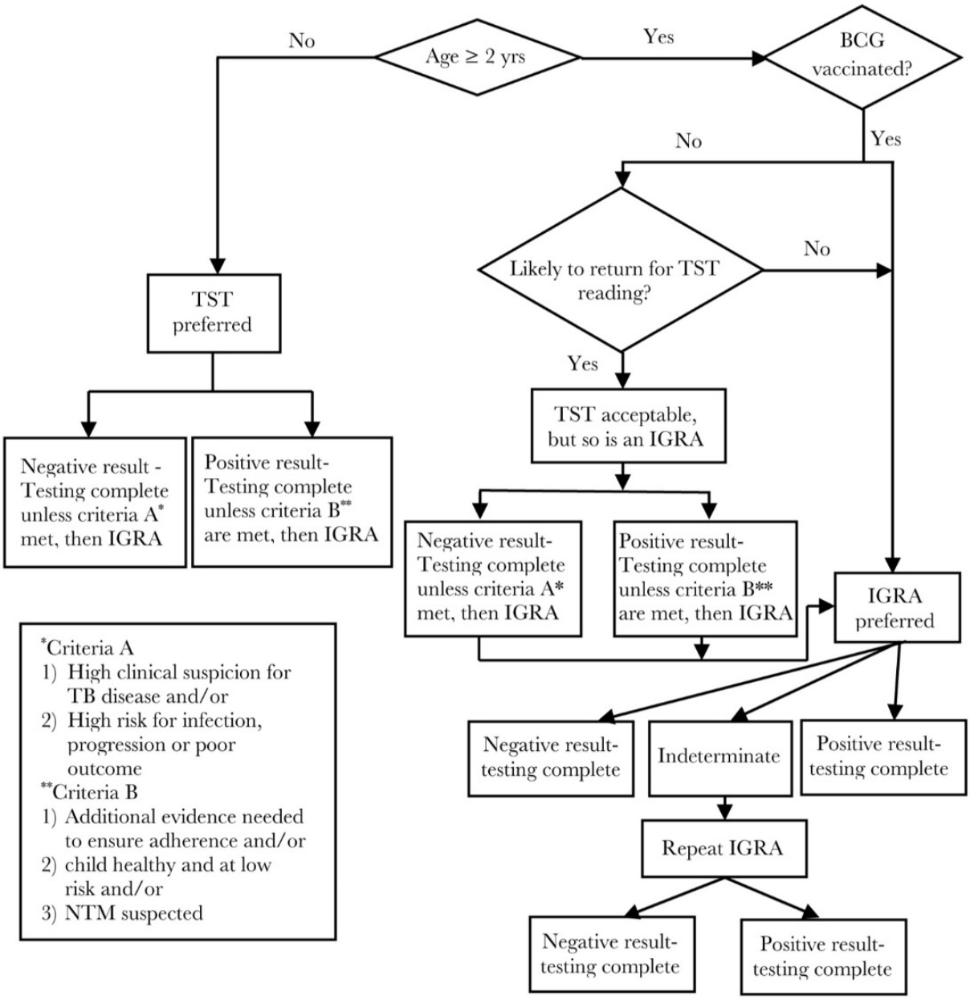 No
Age ≥ 2 yrs
Yes
BCG
vaccinated?
No
Yes
Likely to return for TST
reading?
No
Yes
TST
preferred
TST acceptable,
but so is an IGRA
Negative result -
Testing complete
unless criteria A*
met, then IGRA
Positive result-
Testing complete
unless criteria B**
are met, then IGRA
Negative result-
Testing complete
unless criteria A*
met, then IGRA
Positive result-
Testing complete
unless criteria B**
are met, then IGRA
IGRA
preferred
*Criteria A
1) High clinical suspicion for
TB disease and/or
2) High risk for infection,
progression or poor
outcome
**Criteria B
1) Additional evidence needed
to ensure adherence and/or
2) child healthy and at low
risk and/or
3) NTM suspected
Negative result-
testing complete
Indeterminate
Positive result-
testing complete
Repeat IGRA
Negative result-
testing complete
Positive result-
testing complete